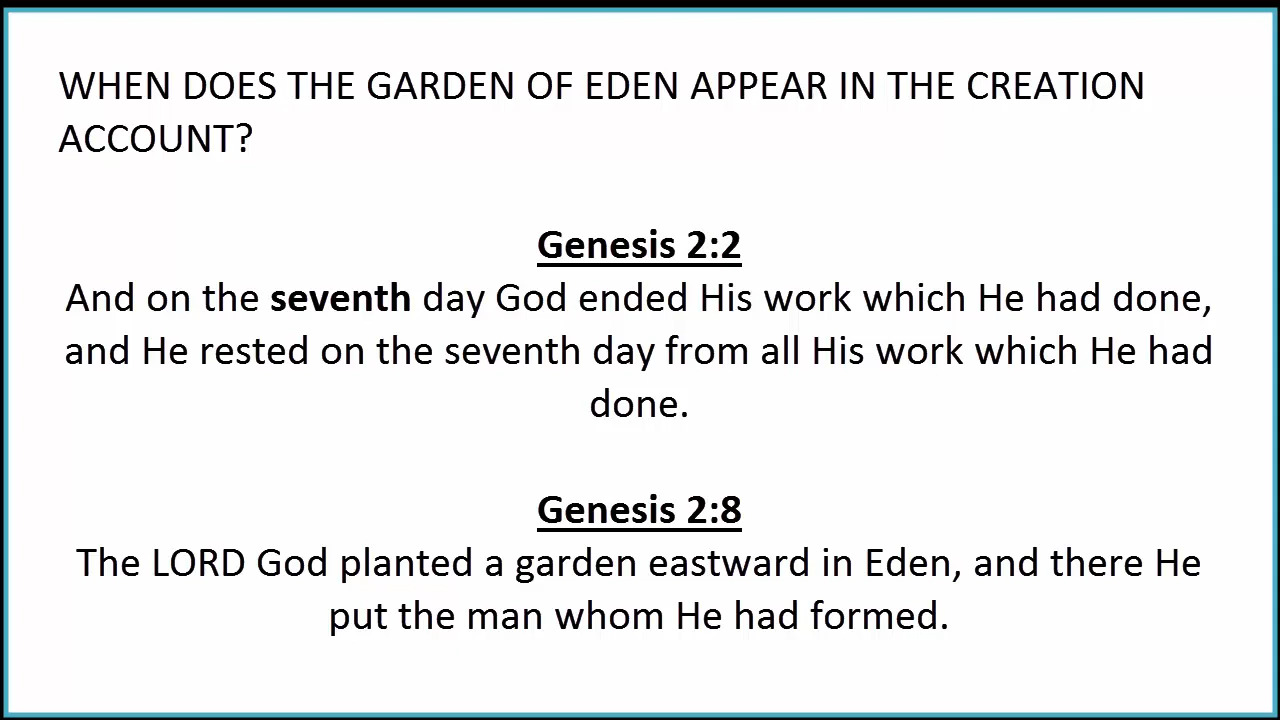 WHEN DOES THE GARDEN OF EDEN APPEAR IN THE CREATION
ACCOUNT?
Genesis 2:2
And on the seventh day God ended His work which He had done,
and He rested on the seventh day from all His work which He had
done.
Genesis 2:8
The LORD God planted a garden eastward in Eden, and there He
put the man whom He had formed.